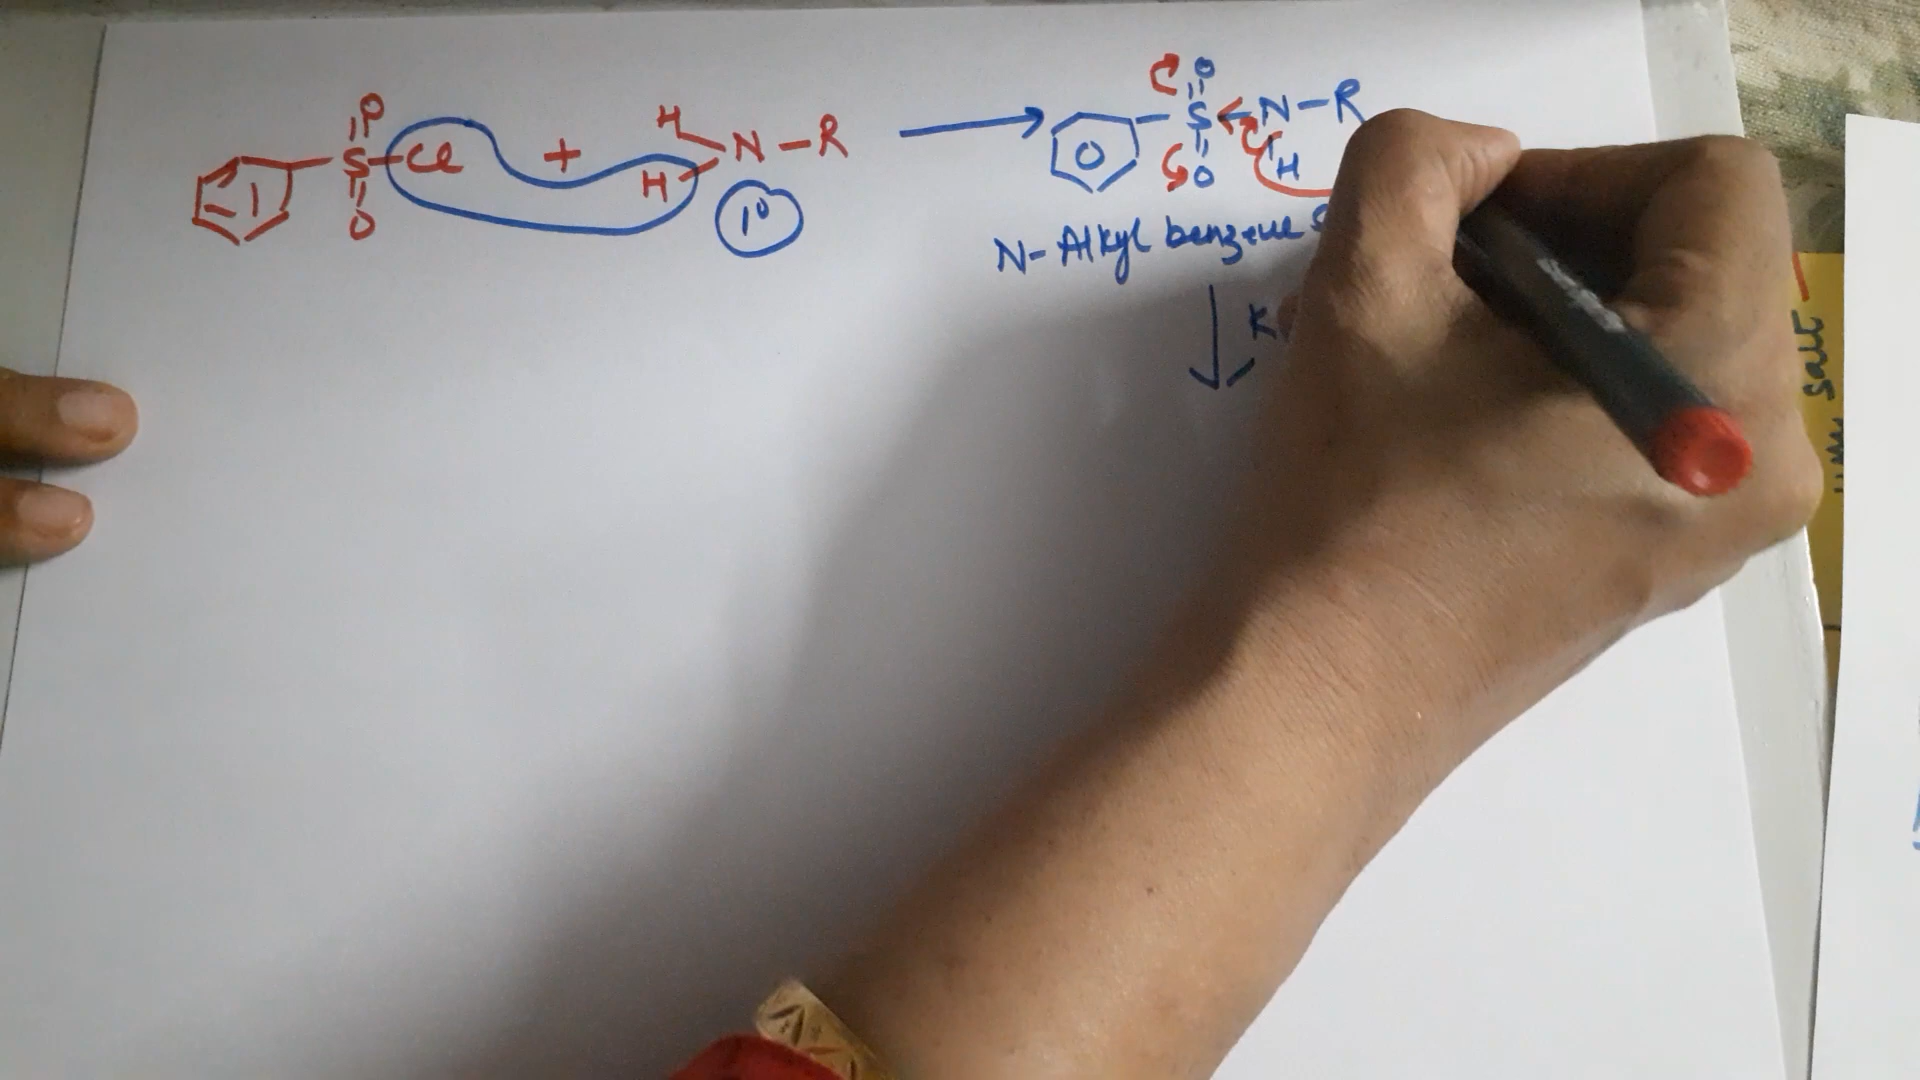 O
S
Cl
+
H
H
N-R
O
1°
O
S
N-R
O
H
N-Alkyl benzene
K
salt